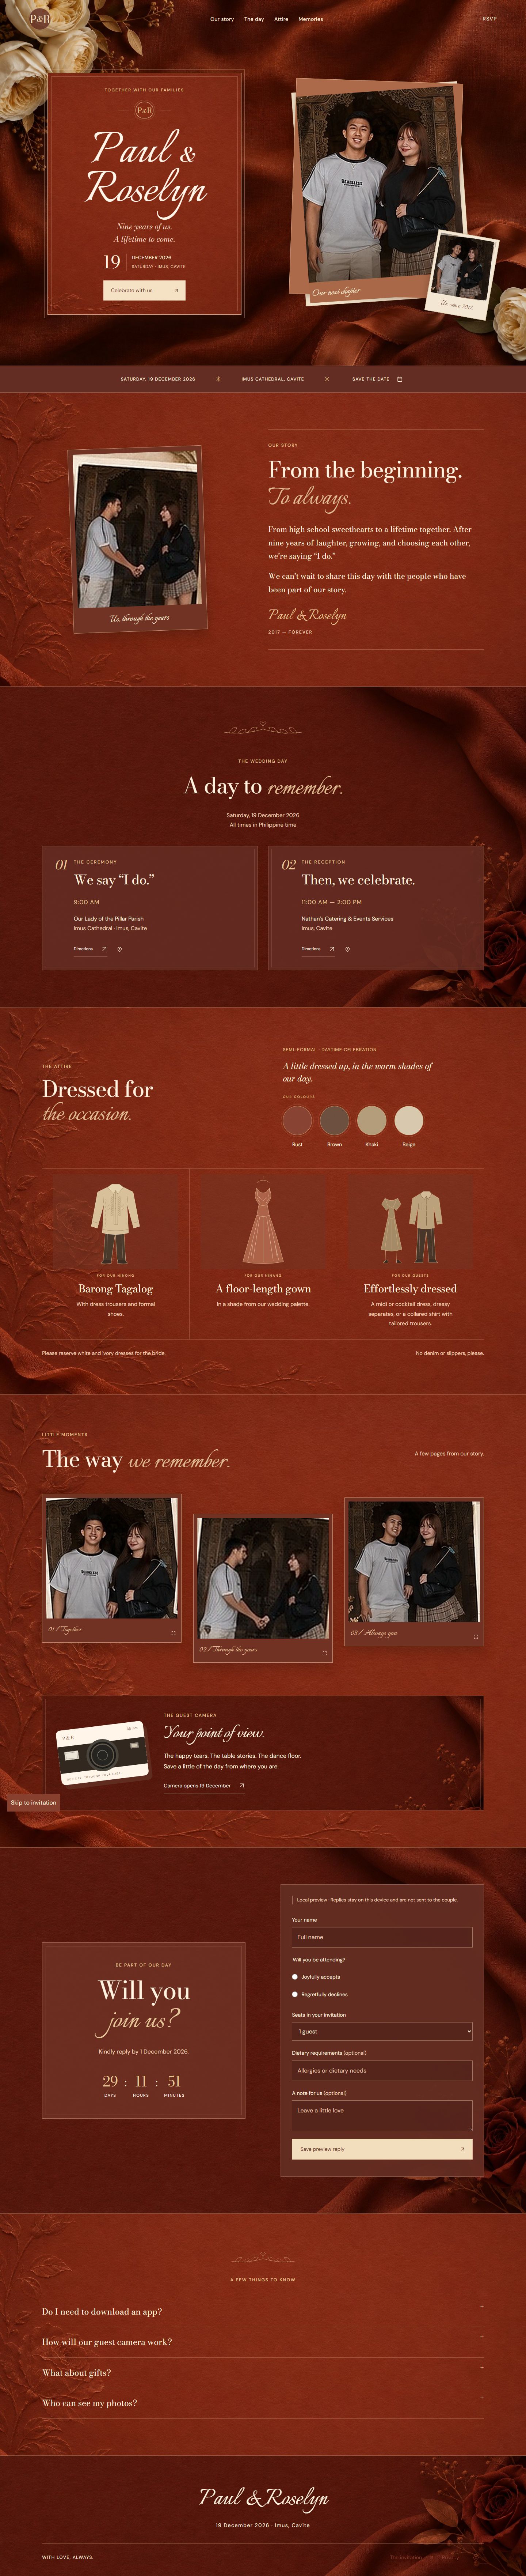 P&R
Our story
The day
Attire
Memories
RSVP
TOGETHER WITH OUR FAMILIES
P&R
Paul &
Roselyn
Nine years of us.
A lifetime to come.
19
DECEMBER 2026
SATURDAY · IMUS, CAVITE
Celebrate with us
Our next chapter
Us, since 2017
SATURDAY, 19 DECEMBER 2026
IMUS CATHEDRAL, CAVITE
SAVE THE DATE
Us, through the years.
OUR STORY
From the beginning.
To always.
From high school sweethearts to a lifetime together. After
nine years of laughter, growing, and choosing each other,
we're saying “I do.”
We can't wait to share this day with the people who have
been part of our story.
Paul & Roselyn
2017 — FOREVER
THE WEDDING DAY
A day to remember.
Saturday, 19 December 2026
All times in Philippine time
01
THE CEREMONY
We say “I do.”
9:00 AM
Our Lady of the Pillar Parish
Imus Cathedral · Imus, Cavite
Directions
02
THE RECEPTION
Then, we celebrate.
11:00 AM — 2:00 PM
Nathan's Catering & Events Services
Imus, Cavite
Directions
THE ATTIRE
Dressed for
the occasion.
SEMI-FORMAL · DAYTIME CELEBRATION
A little dressed up, in the warm shades of
our day.
OUR COLOURS
Rust
Brown
Khaki
Beige
FOR OUR NINONG
Barong Tagalog
With dress trousers and formal
shoes.
FOR OUR NINANG
A floor-length gown
In a shade from our wedding palette.
FOR OUR GUESTS
Effortlessly dressed
A midi or cocktail dress, dressy
separates, or a collared shirt with
tailored trousers.
Please reserve white and ivory dresses for the bride.
No denim or slippers, please.
LITTLE MOMENTS
The way we remember.
A few pages from our story.
01 / Together
02 / Through the years
03 / Always you
P&R
THE GUEST CAMERA
Your point of view.
The happy tears. The table stories. The dance floor.
Save a little of the day from where you are.
Camera opens 19 December
Skip to invitation
BE PART OF OUR DAY
Will you
join us?
Kindly reply by 1 December 2026.
29 : 11 : 51
DAYS
HOURS
MINUTES
Local preview · Replies stay on this device and are not sent to the couple.
Your name
Full name
Will you be attending?
Joyfully accepts
Regretfully declines
Seats in your invitation
1 guest
Dietary requirements (optional)
Allergies or dietary needs
A note for us (optional)
Leave a little love
Save preview reply
A FEW THINGS TO KNOW
Do I need to download an app?
How will our guest camera work?
What about gifts?
Who can see my photos?
Paul & Roselyn
19 December 2026 · Imus, Cavite
WITH LOVE, ALWAYS.